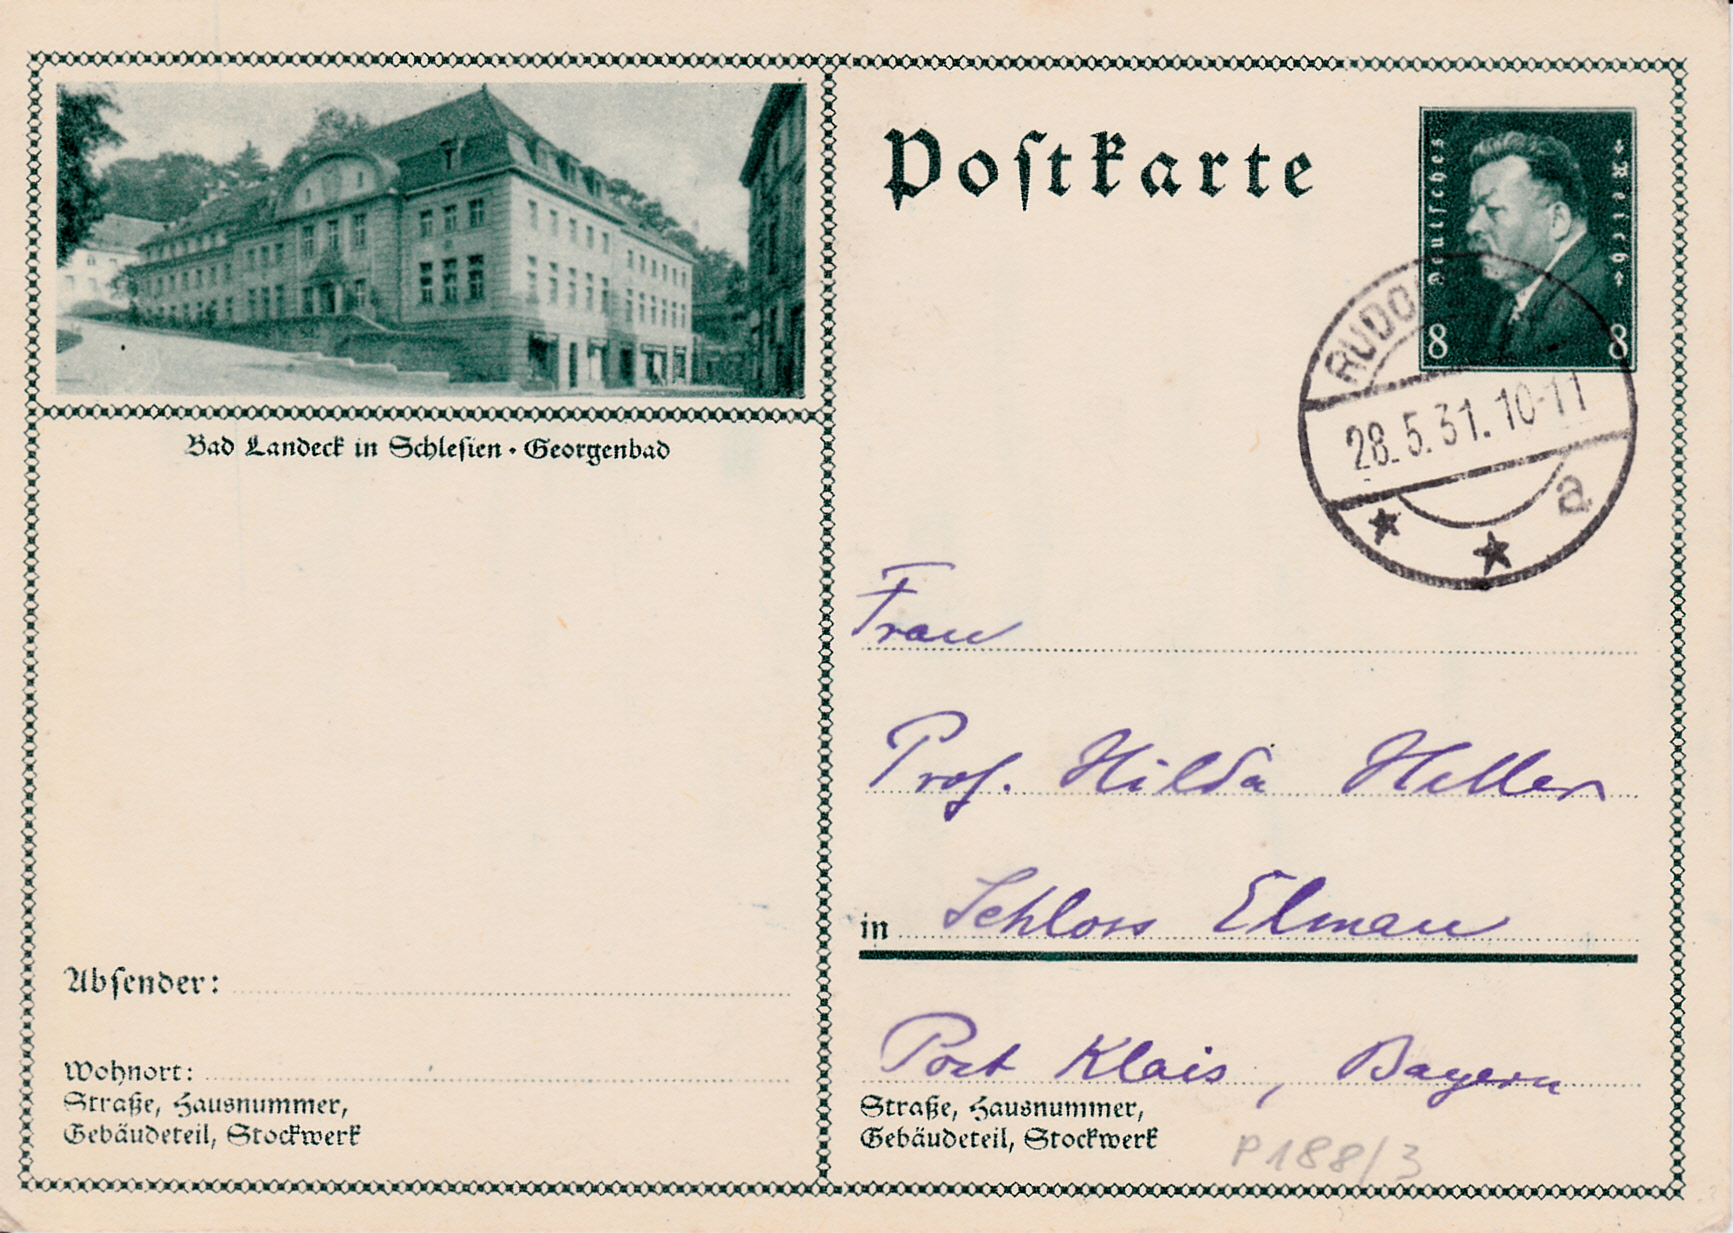 Postkarte
Deutsches Reich
8 8
RUDO
28.5.31.10-11
a
Bad Landeck in Schlesien · Georgenbad
Frau
Prof. Hilda Heller
in Schloss Elmau
Post Klais, Bayern
Straße, Hausnummer,
Gebäudeteil, Stockwerk
P188/3
Absender:
Wohnort:
Straße, Hausnummer,
Gebäudeteil, Stockwerk